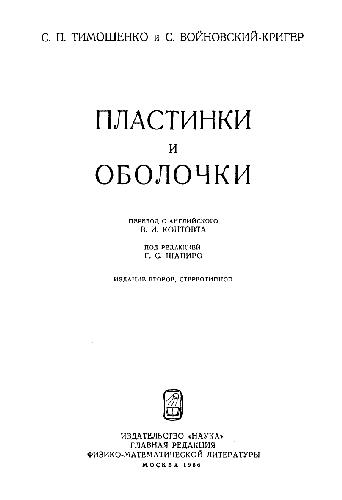 С. П. ТИМОШЕНКО и С. ВОЙНОВСКИЙ-КРИГЕР
ПЛАСТИНКИ
И
ОБОЛОЧКИ
ПЕРЕВОД С АНГЛИЙСКОГО
В. И. КОНТОВТА
ПОД РЕДАКЦИЕЙ
Г. С. ШАПИРО
ИЗДАНИЕ ВТОРОЕ, СТЕРЕОТИПНОЕ
ИЗДАТЕЛЬСТВО «НАУКА»
ГЛАВНАЯ РЕДАКЦИЯ
ФИЗИКО-МАТЕМАТИЧЕСКОЙ ЛИТЕРАТУРЫ
МОСКВА 1966